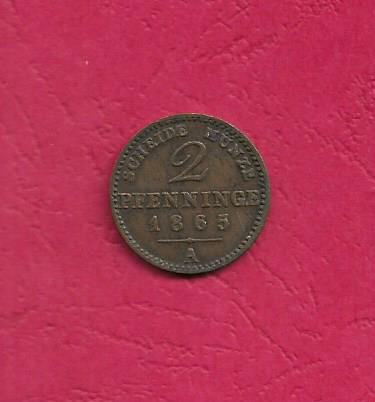 SCHEIDE MÜNZE
2
PFENNINGE
1865
A